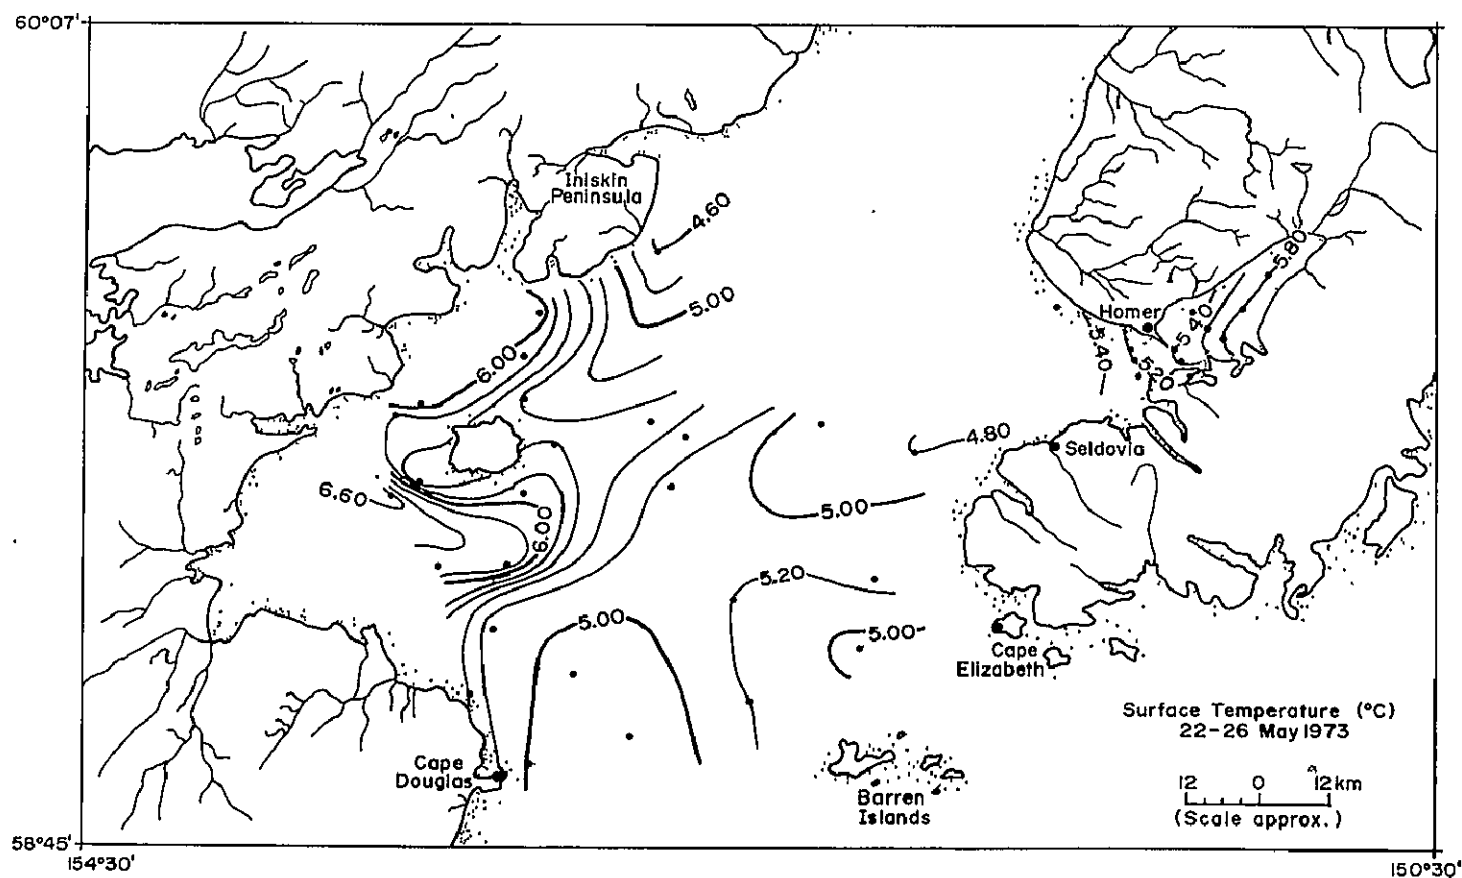 60°07'
Iniskin
Peninsula
4.60
5.80
5.00
Homer
5.40
6.00
5.40
5.20
4.80
Seldovia
6.60
5.00
6.00
5.20
5.00
5.00
Cape
Elizabeth
Surface Temperature (°C)
22-26 May 1973
Cape
Douglas
12 0 12km
(Scale approx.)
Barren
Islands
58°45'
154°30'
150°30'